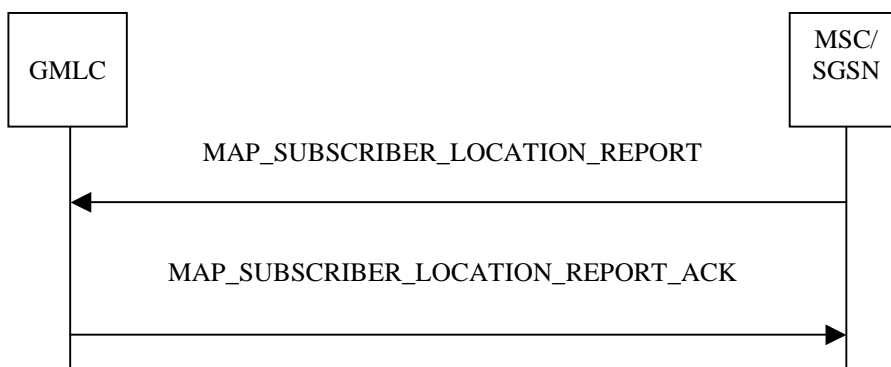 GMLC
MSC/
SGSN
MAP_SUBSCRIBER_LOCATION_REPORT
MAP_SUBSCRIBER_LOCATION_REPORT_ACK